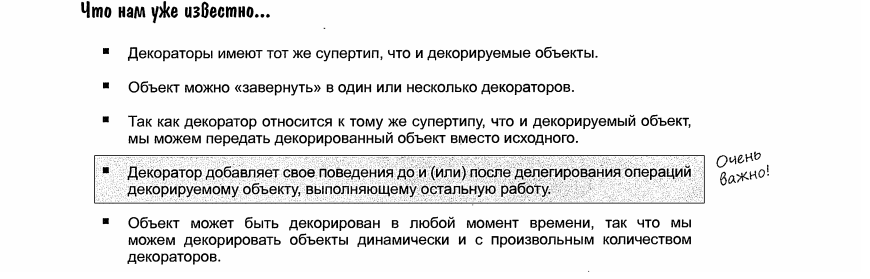 Что нам уже известно...
▪ Декораторы имеют тот же супертип, что и декорируемые объекты.
▪ Объект можно «завернуть» в один или несколько декораторов.
▪ Так как декоратор относится к тому же супертипу, что и декорируемый объект,
мы можем передать декорированный объект вместо исходного.
▪ Декоратор добавляет свое поведения до и (или) после делегирования операций
декорируемому объекту, выполняющему остальную работу.
Очень
важно!
▪ Объект может быть декорирован в любой момент времени, так что мы
можем декорировать объекты динамически и с произвольным количеством
декораторов.